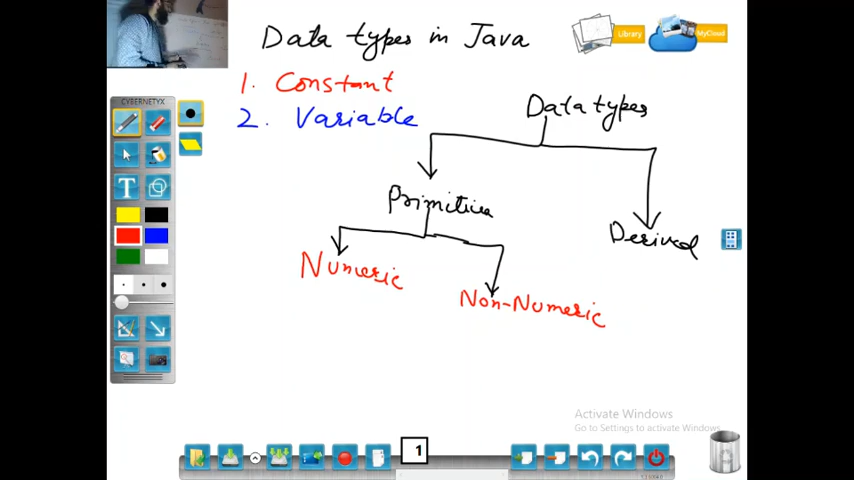 Data types in Java
Library
MyCloud
1. Constant
2. Variable
CYBERNETYX
T
Data types
Primitive
Derived
Numeric
Non-Numeric
Activate Windows
Go to Settings to activate Windows.
1